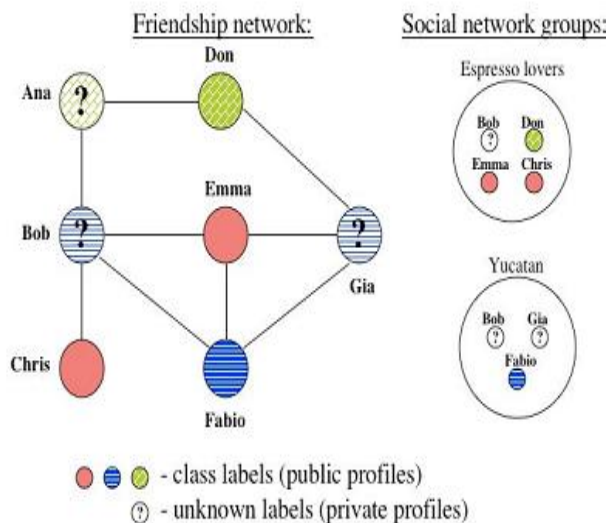 Friendship network:
Social network groups:
Don
Espresso lovers
Ana
?
Bob
Don
?
Emma
Chris
Emma
Bob
?
?
Gia
Yucatan
Bob
Gia
?
?
Fabio
Chris
Fabio
- class labels (public profiles)
? - unknown labels (private profiles)